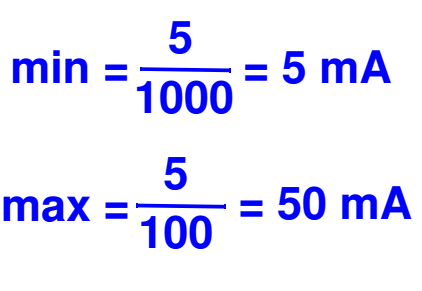 min = 5/1000 = 5 mA
max = 5/100 = 50 mA